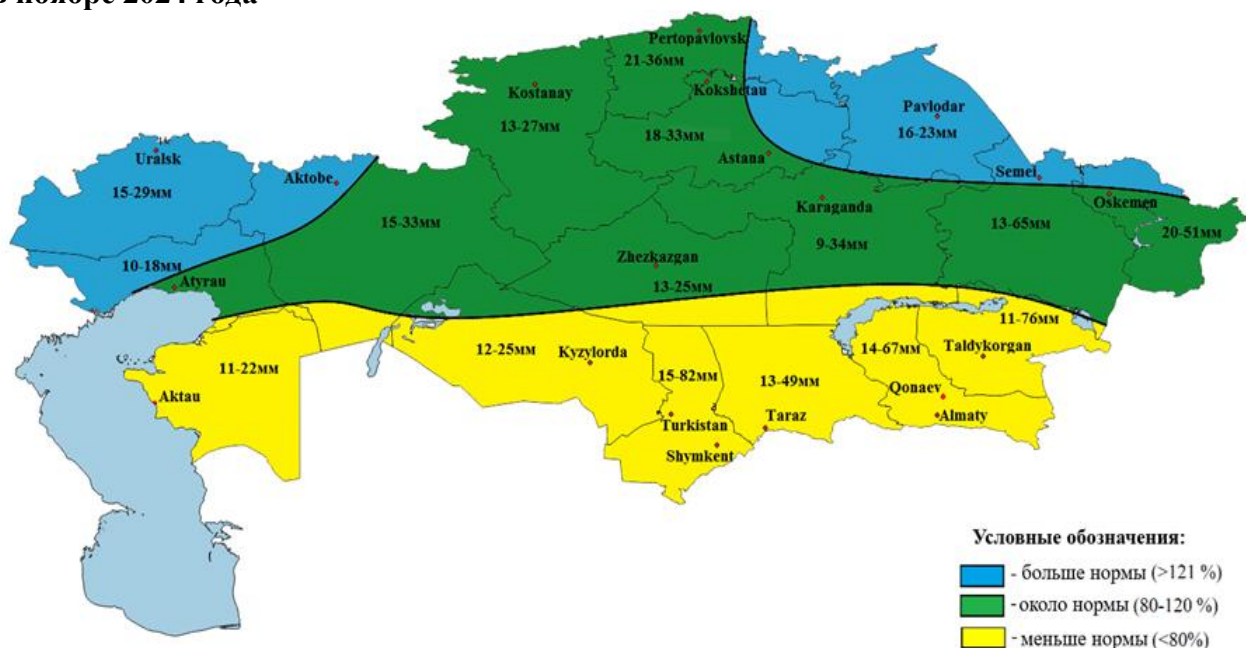 в ноябре 2024 года
Pertopavlovsk
21-36мм
Kostanay
Kokshetau
13-27мм
Pavlodar
16-23мм
18-33мм
Uralsk
Astana
Aktobe
Semei
15-29мм
Karaganda
Oskemen
15-33мм
13-65мм
20-51мм
9-34мм
10-18мм
Zhezkazgan
Atyrau
13-25мм
11-76мм
12-25мм
Kyzylorda
14-67мм
Taldykorgan
11-22мм
15-82мм
13-49мм
Aktau
Qonaev
Turkistan
Taraz
Almaty
Shymkent
Условные обозначения:
- больше нормы (>121 %)
- около нормы (80-120 %)
- меньше нормы (<80%)